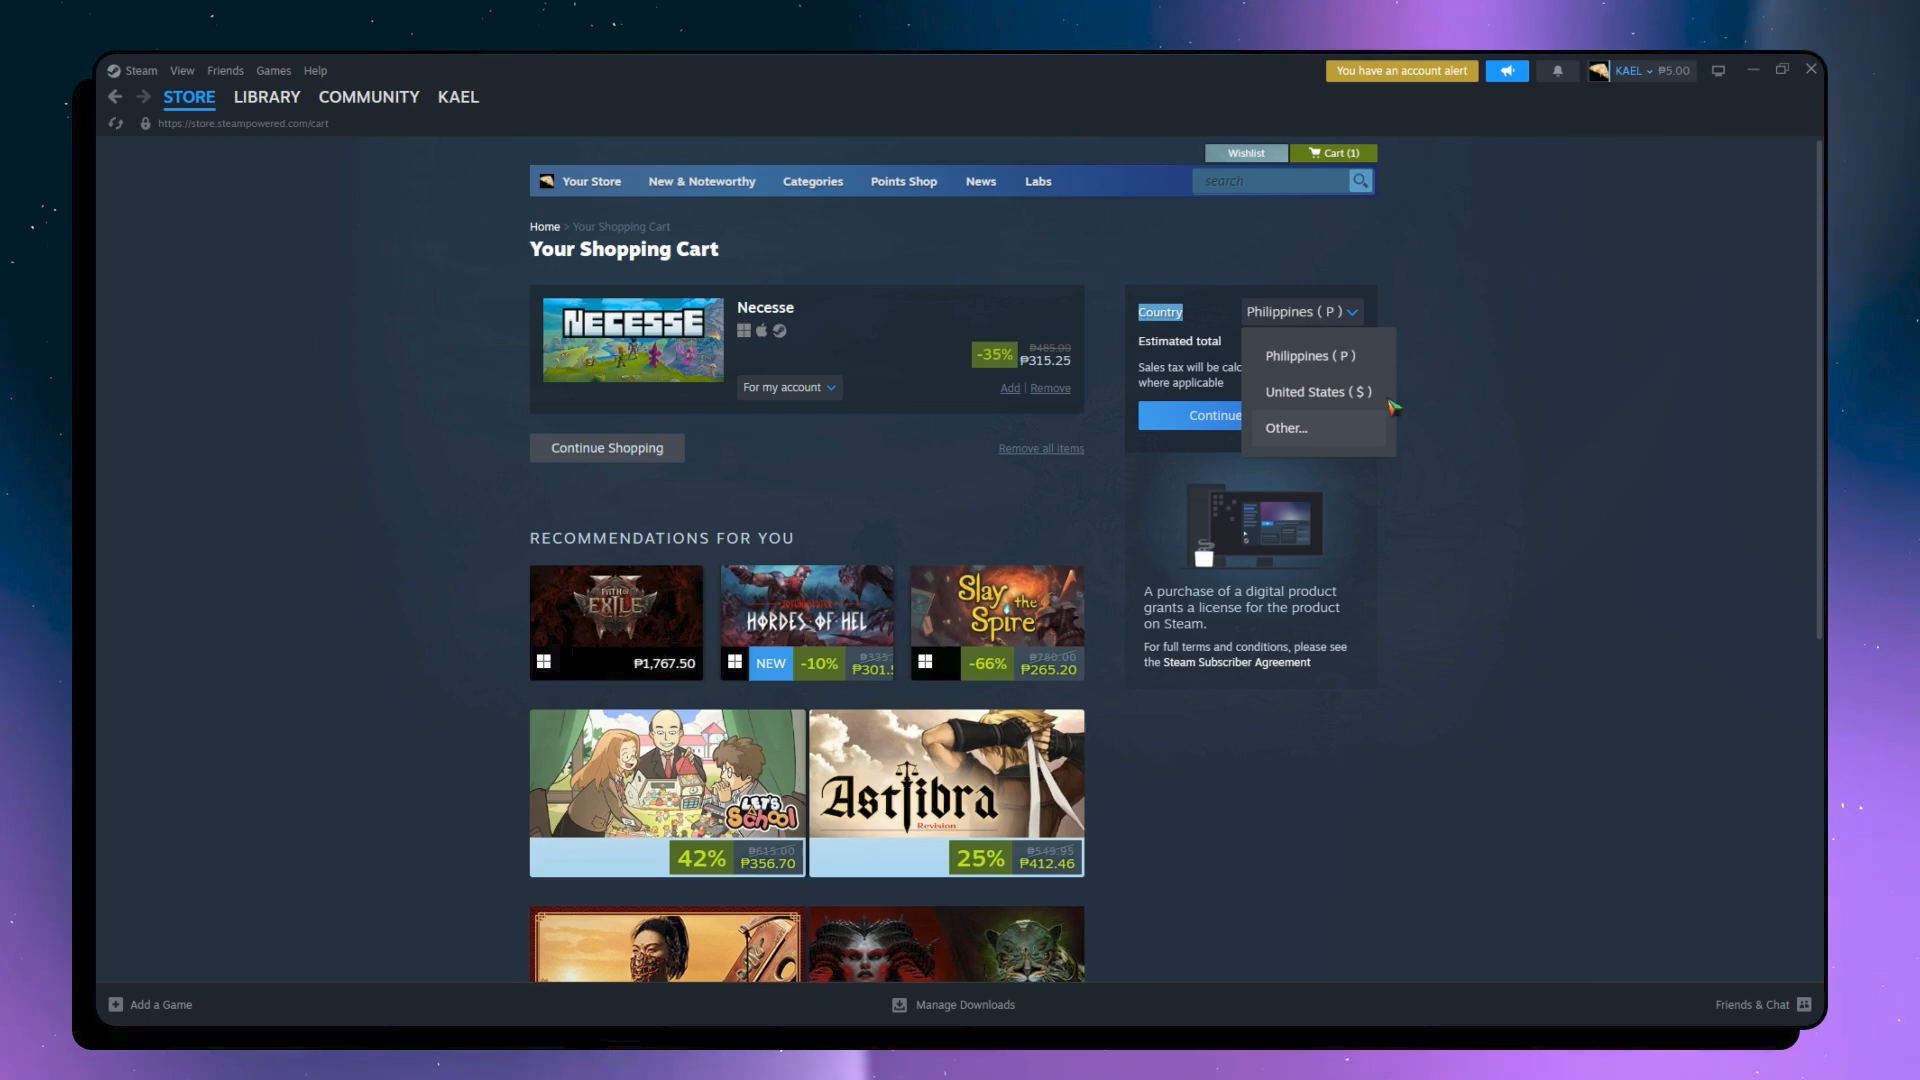 Steam View Friends Games Help
You have an account alert
KAEL ₱5.00
STORE LIBRARY COMMUNITY KAEL
https://store.steampowered.com/cart
Wishlist
Cart (1)
Your Store New & Noteworthy Categories Points Shop News Labs
search
Home > Your Shopping Cart
Your Shopping Cart
NECESSE
Necesse
-35%
₱485.00
₱315.25
For my account
Add | Remove
Country
Philippines ( P )
Estimated total
Philippines ( P )
Sales tax will be calc
where applicable
United States ( $ )
Continue
Other...
Continue Shopping
Remove all items
A purchase of a digital product
grants a license for the product
on Steam.
For full terms and conditions, please see
the Steam Subscriber Agreement
RECOMMENDATIONS FOR YOU
PATH OF
EXILE
₱1,767.50
JOTUNNSLAYER
HORDES OF HEL
NEW
-10%
₱335.
₱301.5
Slay
the
Spire
-66%
₱780.00
₱265.20
LET'S
School
42%
₱615.00
₱356.70
Astlibra
Revision
25%
₱549.95
₱412.46
Add a Game
Manage Downloads
Friends & Chat